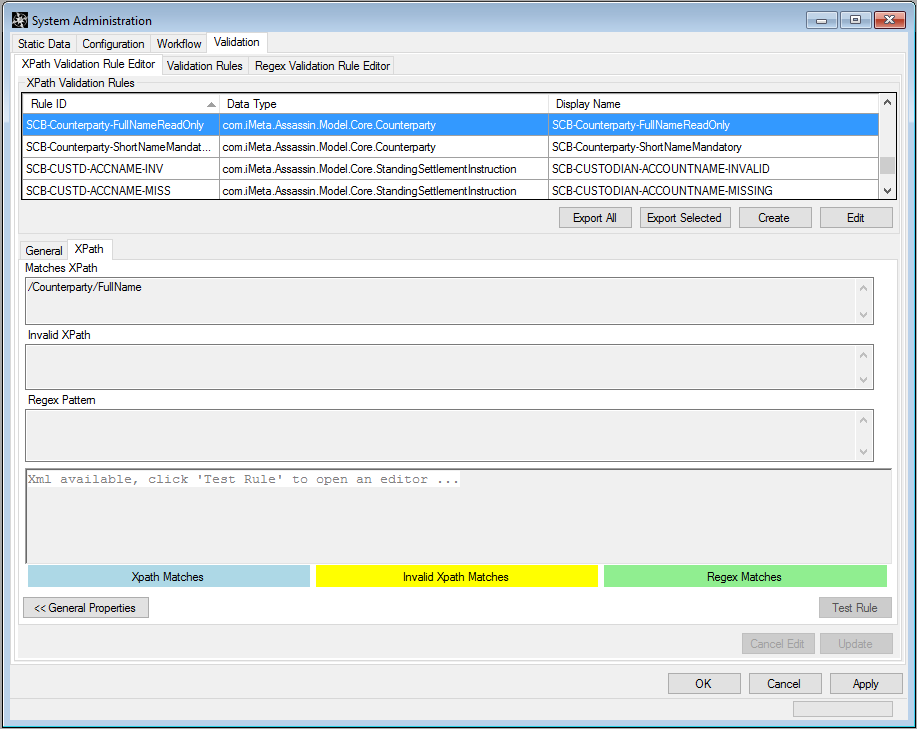 System Administration
Static Data Configuration Workflow Validation
XPath Validation Rule Editor Validation Rules Regex Validation Rule Editor
XPath Validation Rules
Rule ID Data Type Display Name
SCB-Counterparty-FullNameReadOnly com.iMeta.Assassin.Model.Core.Counterparty SCB-Counterparty-FullNameReadOnly
SCB-Counterparty-ShortNameMandat... com.iMeta.Assassin.Model.Core.Counterparty SCB-Counterparty-ShortNameMandatory
SCB-CUSTD-ACCNAME-INV com.iMeta.Assassin.Model.Core.StandingSettlementInstruction SCB-CUSTODIAN-ACCOUNTNAME-INVALID
SCB-CUSTD-ACCNAME-MISS com.iMeta.Assassin.Model.Core.StandingSettlementInstruction SCB-CUSTODIAN-ACCOUNTNAME-MISSING
Export All Export Selected Create Edit
General XPath
Matches XPath
/Counterparty/FullName
Invalid XPath
Regex Pattern
Xml available, click 'Test Rule' to open an editor ...
Xpath Matches Invalid Xpath Matches Regex Matches
<< General Properties Test Rule
Cancel Edit Update
OK Cancel Apply